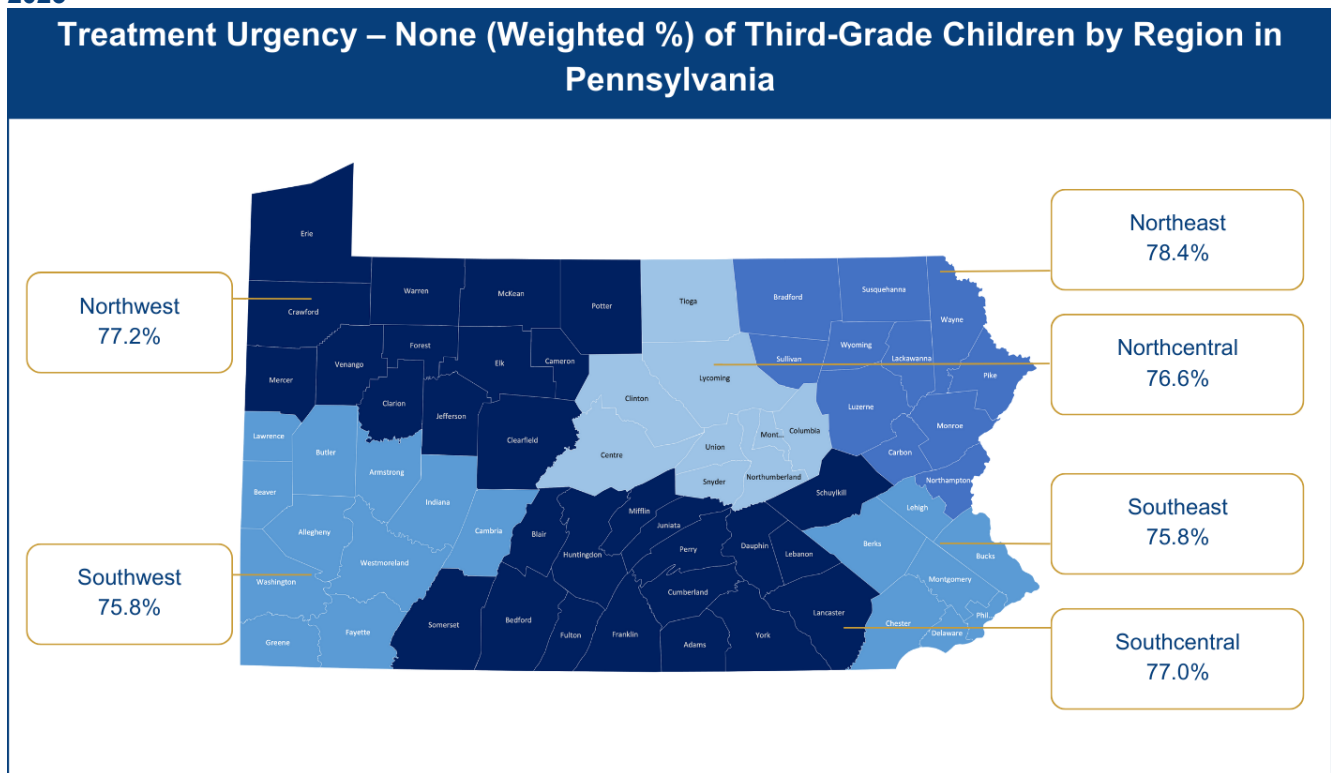 Treatment Urgency – None (Weighted %) of Third-Grade Children by Region in
Pennsylvania
Northwest
77.2%
Southwest
75.8%
Northeast
78.4%
Northcentral
76.6%
Southeast
75.8%
Southcentral
77.0%
Erie
Crawford
Warren
McKean
Potter
Tioga
Bradford
Susquehanna
Wayne
Mercer
Venango
Forest
Elk
Cameron
Clarion
Jefferson
Clearfield
Clinton
Lycoming
Sullivan
Wyoming
Lackawanna
Pike
Luzerne
Monroe
Carbon
Northampton
Centre
Union
Mont...
Columbia
Snyder
Northumberland
Schuylkill
Lawrence
Butler
Armstrong
Indiana
Cambria
Beaver
Allegheny
Westmoreland
Washington
Greene
Fayette
Somerset
Blair
Bedford
Huntingdon
Fulton
Mifflin
Juniata
Perry
Cumberland
Franklin
Adams
Dauphin
Lebanon
York
Lancaster
Lehigh
Berks
Bucks
Montgomery
Chester
Delaware
Phil